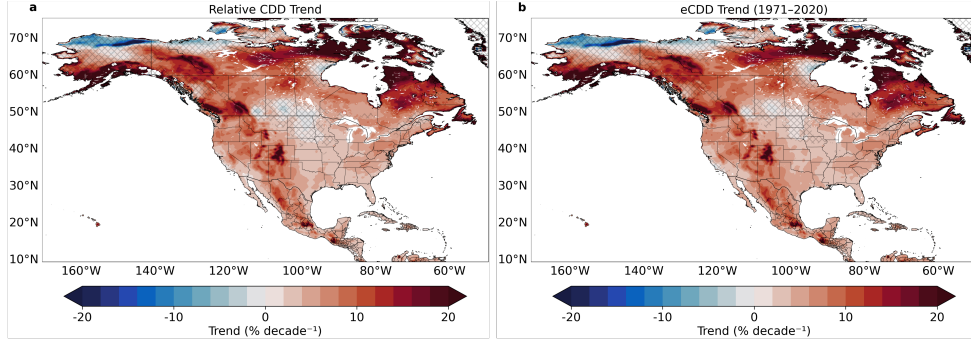 a Relative CDD Trend
70°N
60°N
50°N
40°N
30°N
20°N
10°N
160°W 140°W 120°W 100°W 80°W 60°W
-20 -10 0 10 20
Trend (% decade⁻¹)
b eCDD Trend (1971–2020)
70°N
60°N
50°N
40°N
30°N
20°N
10°N
160°W 140°W 120°W 100°W 80°W 60°W
-20 -10 0 10 20
Trend (% decade⁻¹)